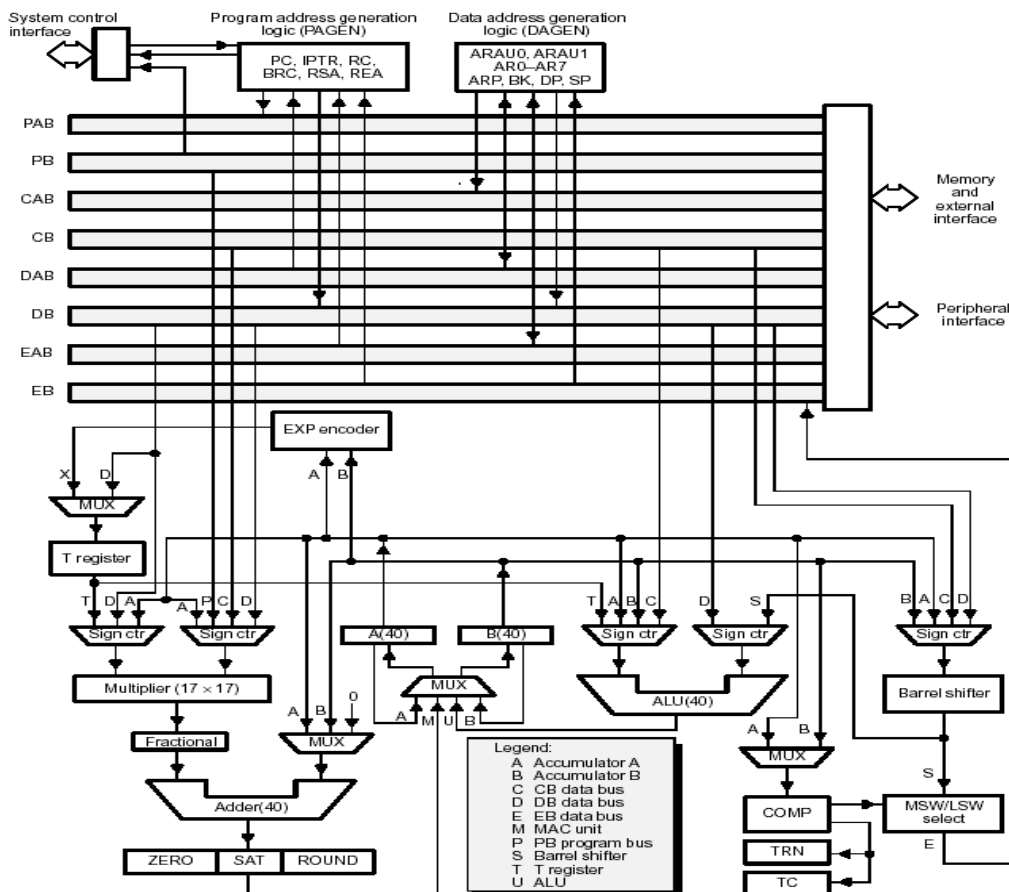 System control
interface
Program address generation
logic (PAGEN)
Data address generation
logic (DAGEN)
PC, IPTR, RC,
BRC, RSA, REA
ARAU0, ARAU1
AR0–AR7
ARP, BK, DP, SP
PAB
PB
CAB
CB
DAB
DB
EAB
EB
Memory
and
external
interface
Peripheral
interface
EXP encoder
X D
MUX
A B
T register
T D A
A P C D
Sign ctr
Sign ctr
A(40)
B(40)
T A B C
D S
Sign ctr
Sign ctr
B A C D
Sign ctr
Multiplier (17 × 17)
MUX
A M U B
ALU(40)
Barrel shifter
A B 0
MUX
Fractional
Adder(40)
A B
MUX
S
COMP
MSW/LSW
select
E
TRN
TC
ZERO SAT ROUND
Legend:
A Accumulator A
B Accumulator B
C CB data bus
D DB data bus
E EB data bus
M MAC unit
P PB program bus
S Barrel shifter
T T register
U ALU